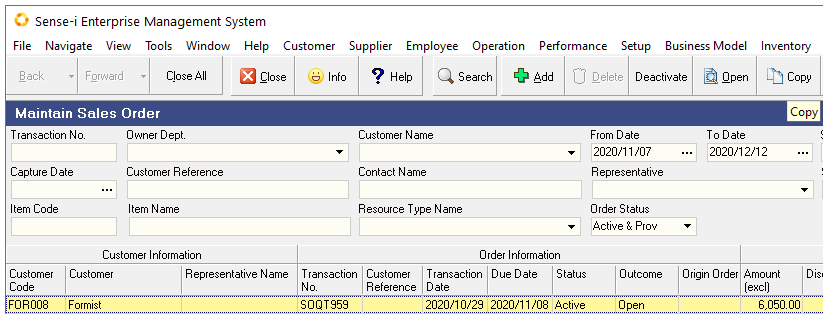 Sense-i Enterprise Management System
File Navigate View Tools Window Help Customer Supplier Employee Operation Performance Setup Business Model Inventory
Back Forward Close All Close Info ? Help Search Add Delete Deactivate Open Copy
Maintain Sales Order Copy
Transaction No. Owner Dept. Customer Name From Date To Date
2020/11/07 ... 2020/12/12 ...
Capture Date Customer Reference Contact Name Representative
...
Item Code Item Name Resource Type Name Order Status
Active & Prov
Customer Information Order Information
Customer Code Customer Representative Name Transaction No. Customer Reference Transaction Date Due Date Status Outcome Origin Order Amount (excl)
FOR008 Formist SOQT959 2020/10/29 2020/11/08 Active Open 6,050.00